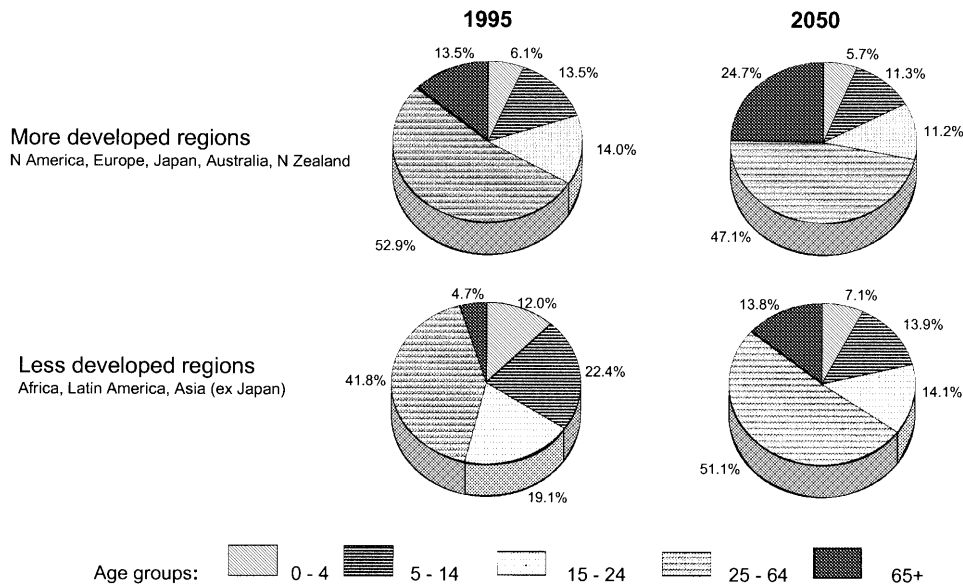 1995 2050
13.5% 6.1% 13.5% 14.0% 52.9%
24.7% 5.7% 11.3% 11.2% 47.1%
More developed regions
N America, Europe, Japan, Australia, N Zealand
4.7% 12.0% 22.4% 19.1% 41.8%
13.8% 7.1% 13.9% 14.1% 51.1%
Less developed regions
Africa, Latin America, Asia (ex Japan)
Age groups: 0 - 4 5 - 14 15 - 24 25 - 64 65+